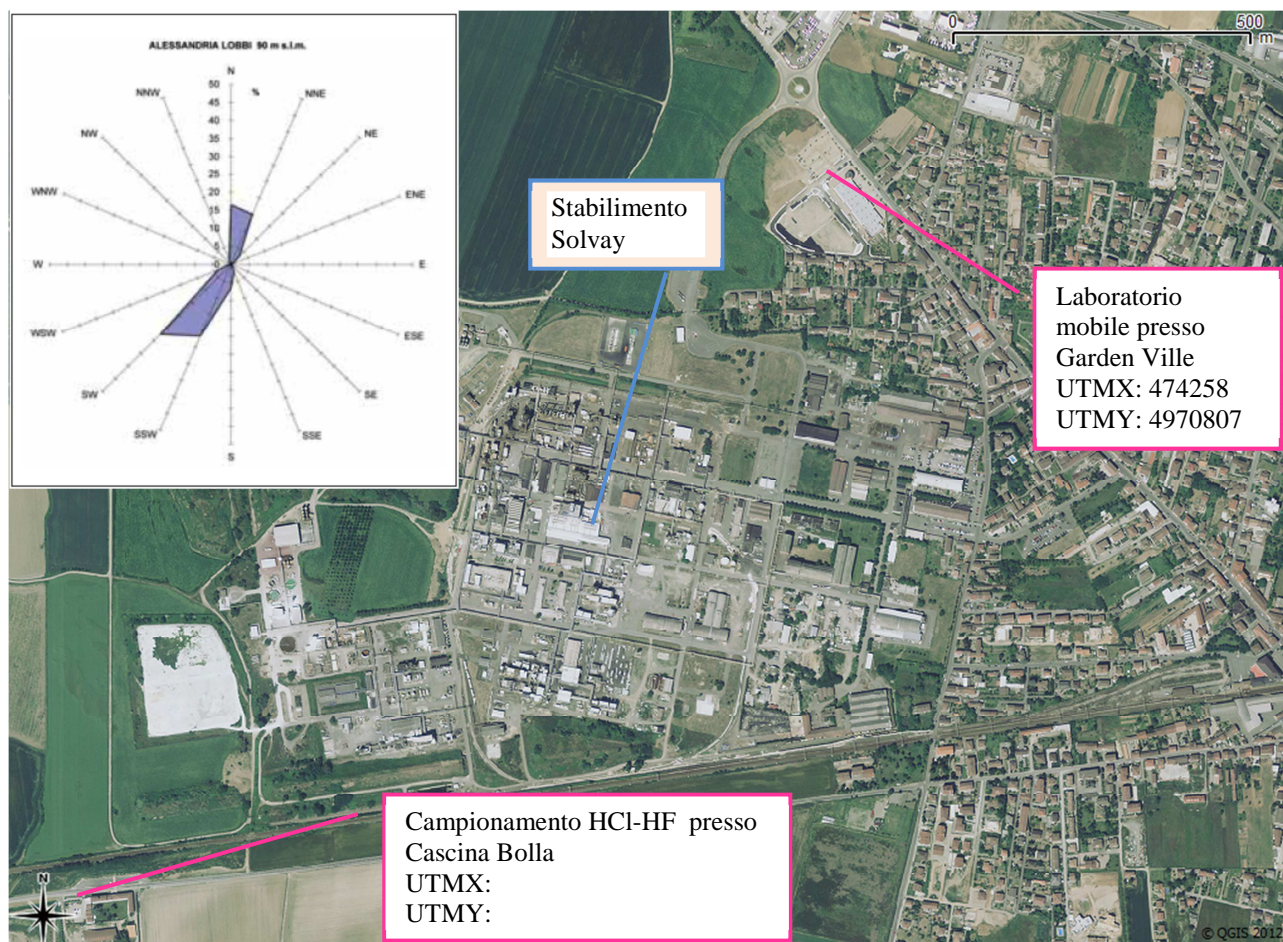 ALESSANDRIA LOBBI 90 m s.l.m.
N
NNW
NNE
50
%
45
40
NW
NE
35
30
25
WNW
ENE
20
15
10
5
W
0
E
WSW
ESE
SW
SE
SSW
SSE
S
0
500
m
Stabilimento
Solvay
Laboratorio
mobile presso
Garden Ville
UTMX: 474258
UTMY: 4970807
Campionamento HCl-HF presso
Cascina Bolla
UTMX:
UTMY:
N
© QGIS 2012